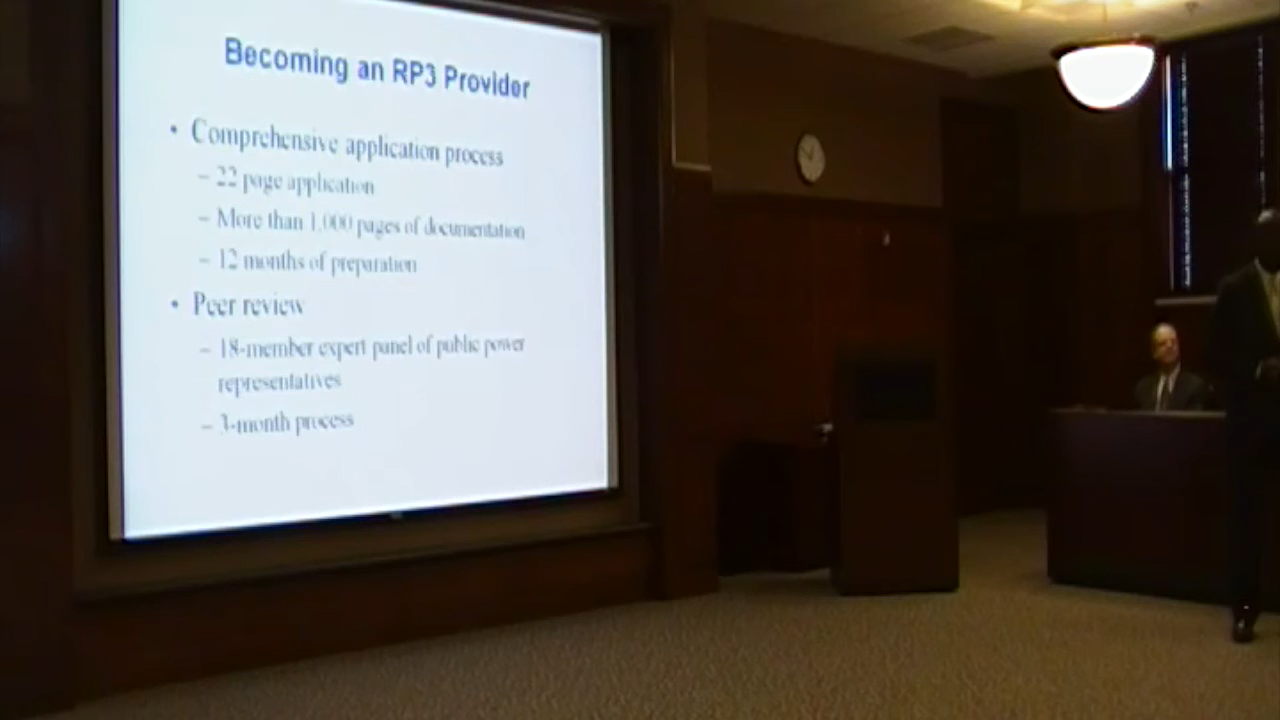 Becoming an RP3 Provider
• Comprehensive application process
– 22 page application
– More than 1,000 pages of documentation
– 12 months of preparation
• Peer review
– 18-member expert panel of public power
representatives
– 3-month process